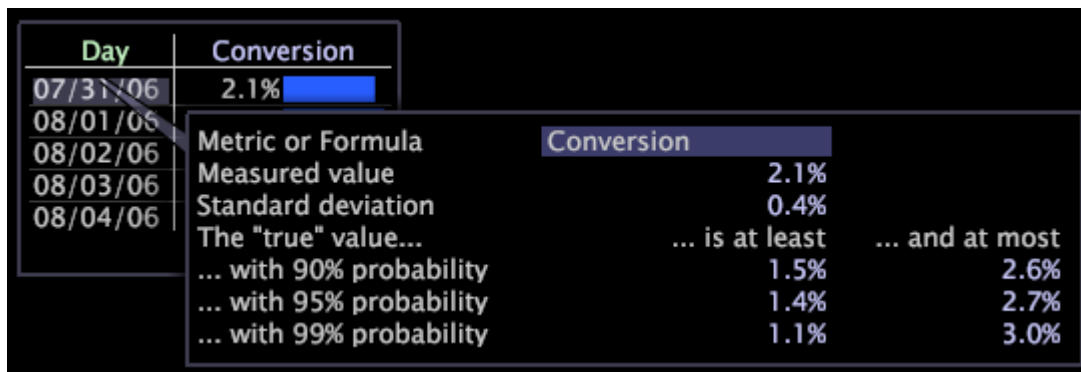 Day Conversion
07/31/06 2.1%
08/01/06
08/02/06
08/03/06
08/04/06
Metric or Formula Conversion
Measured value 2.1%
Standard deviation 0.4%
The "true" value... ... is at least ... and at most
... with 90% probability 1.5% 2.6%
... with 95% probability 1.4% 2.7%
... with 99% probability 1.1% 3.0%